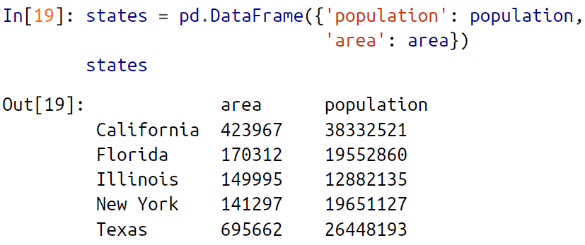 In[19]: states = pd.DataFrame({'population': population,
'area': area})
states
Out[19]: area population
California 423967 38332521
Florida 170312 19552860
Illinois 149995 12882135
New York 141297 19651127
Texas 695662 26448193